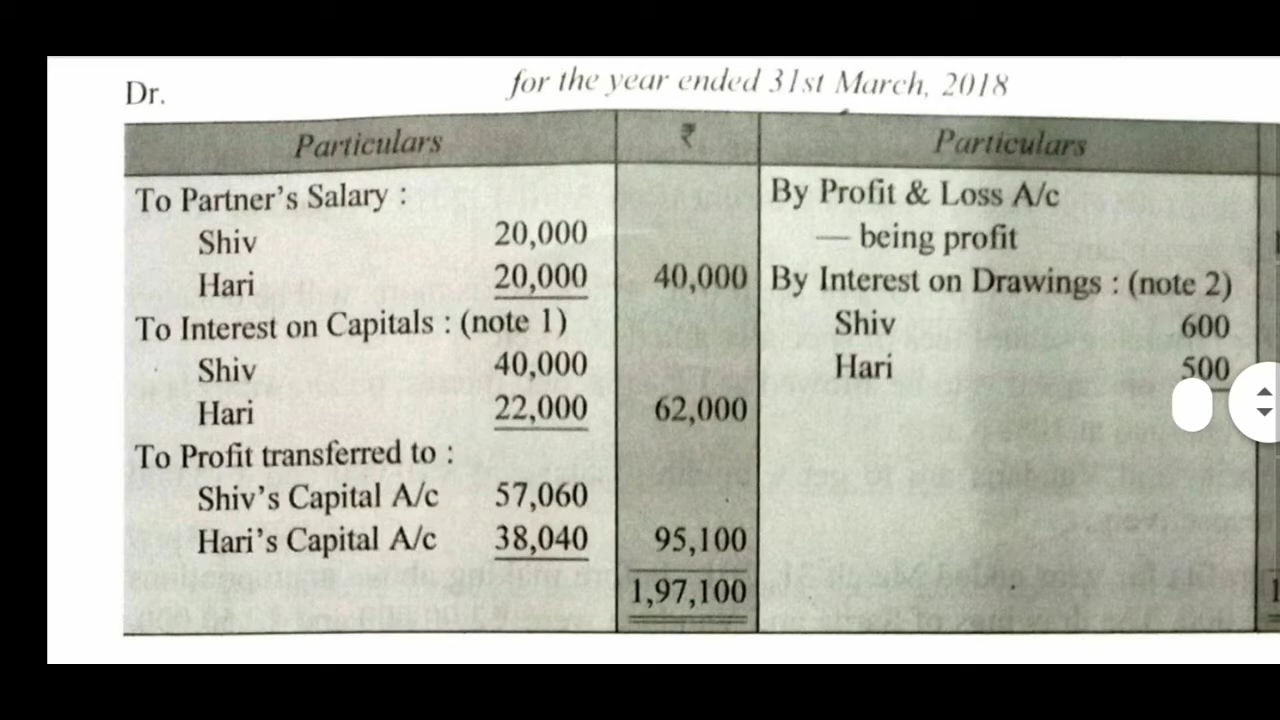 for the year ended 31st March, 2018
Dr.
Particulars ₹ Particulars
To Partner's Salary : By Profit & Loss A/c
Shiv 20,000 — being profit
Hari 20,000 40,000 By Interest on Drawings : (note 2)
To Interest on Capitals : (note 1) Shiv 600
Shiv 40,000 Hari 500
Hari 22,000 62,000
To Profit transferred to :
Shiv's Capital A/c 57,060
Hari's Capital A/c 38,040 95,100
1,97,100